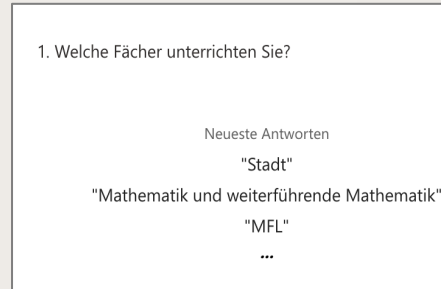 1. Welche Fächer unterrichten Sie?
Neueste Antworten
"Stadt"
"Mathematik und weiterführende Mathematik"
"MFL"
...